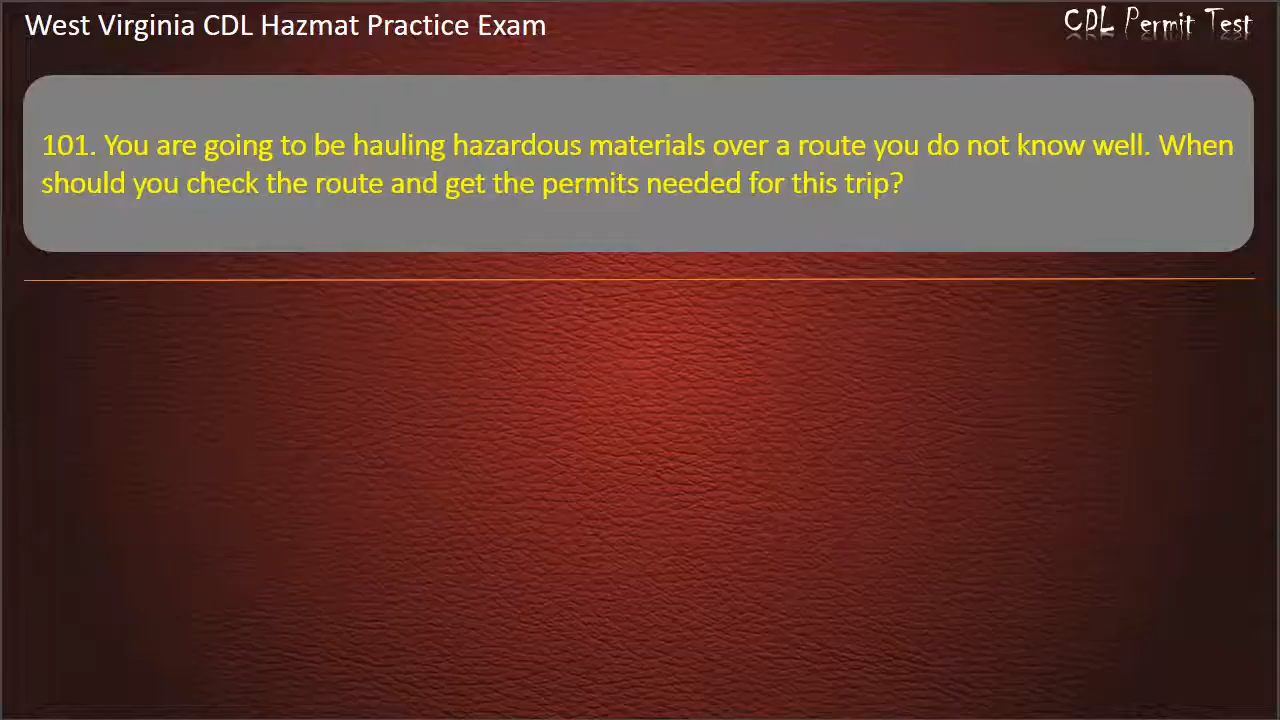 West Virginia CDL Hazmat Practice Exam
CDL Permit Test
101. You are going to be hauling hazardous materials over a route you do not know well. When
should you check the route and get the permits needed for this trip?